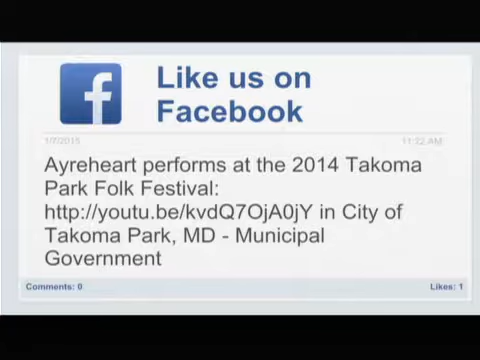 f
Like us on
Facebook
1/7/2015 11:22 AM
Ayreheart performs at the 2014 Takoma
Park Folk Festival:
http://youtu.be/kvdQ7OjA0jY in City of
Takoma Park, MD - Municipal
Government
Comments: 0 Likes: 1